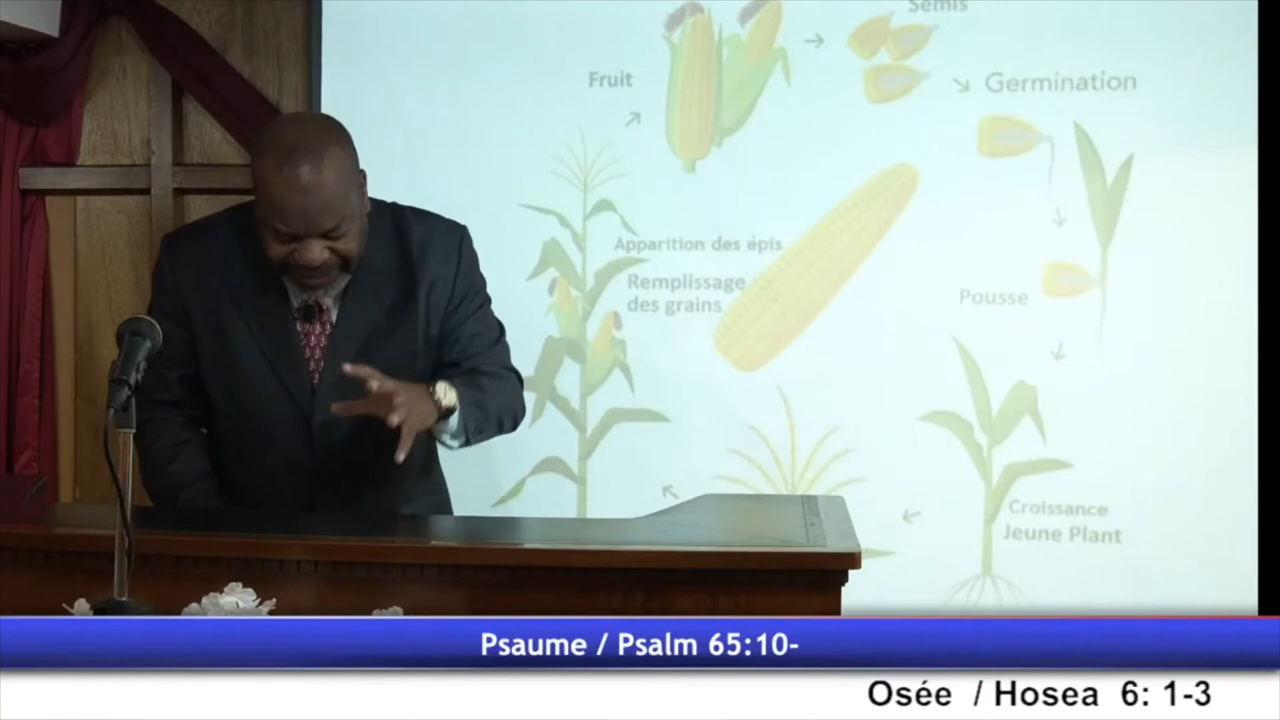 Semis
Fruit
Germination
Apparition des épis
Remplissage
des grains
Pousse
Croissance
Jeune Plant
Psaume / Psalm 65:10-
Osée / Hosea 6: 1-3